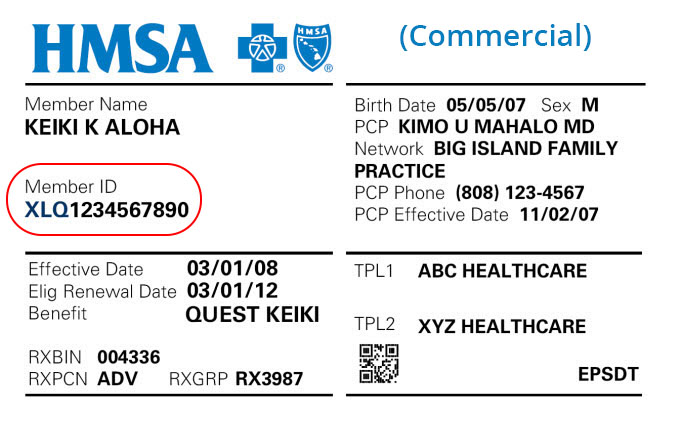 HMSA
HMSA
(Commercial)
Member Name
KEIKI K ALOHA
Member ID
XLQ1234567890
Birth Date 05/05/07 Sex M
PCP KIMO U MAHALO MD
Network BIG ISLAND FAMILY
PRACTICE
PCP Phone (808) 123-4567
PCP Effective Date 11/02/07
Effective Date 03/01/08
Elig Renewal Date 03/01/12
Benefit QUEST KEIKI
RXBIN 004336
RXPCN ADV RXGRP RX3987
TPL1 ABC HEALTHCARE
TPL2 XYZ HEALTHCARE
EPSDT